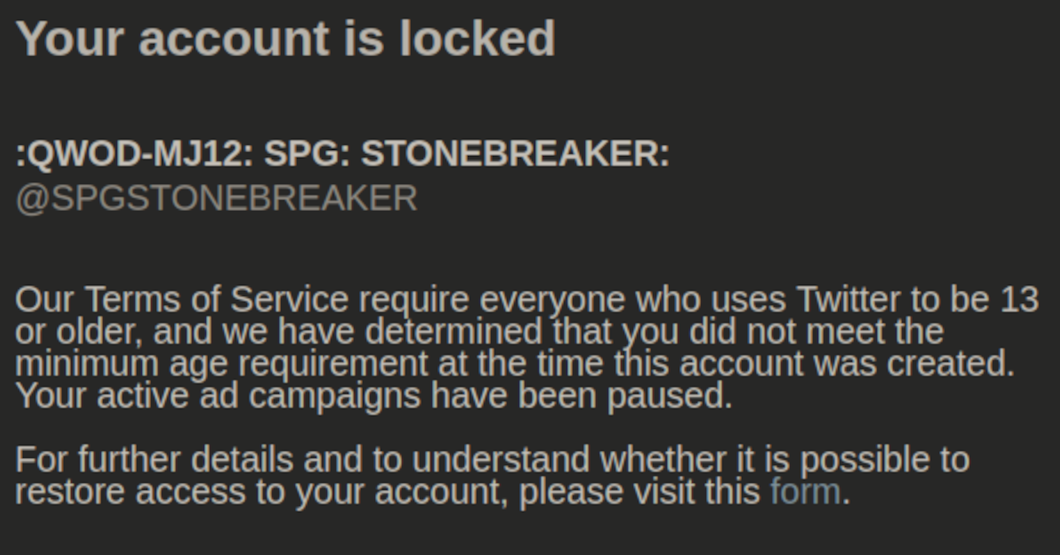 Your account is locked
:QWOD-MJ12: SPG: STONEBREAKER:
@SPGSTONEBREAKER
Our Terms of Service require everyone who uses Twitter to be 13
or older, and we have determined that you did not meet the
minimum age requirement at the time this account was created.
Your active ad campaigns have been paused.
For further details and to understand whether it is possible to
restore access to your account, please visit this form.